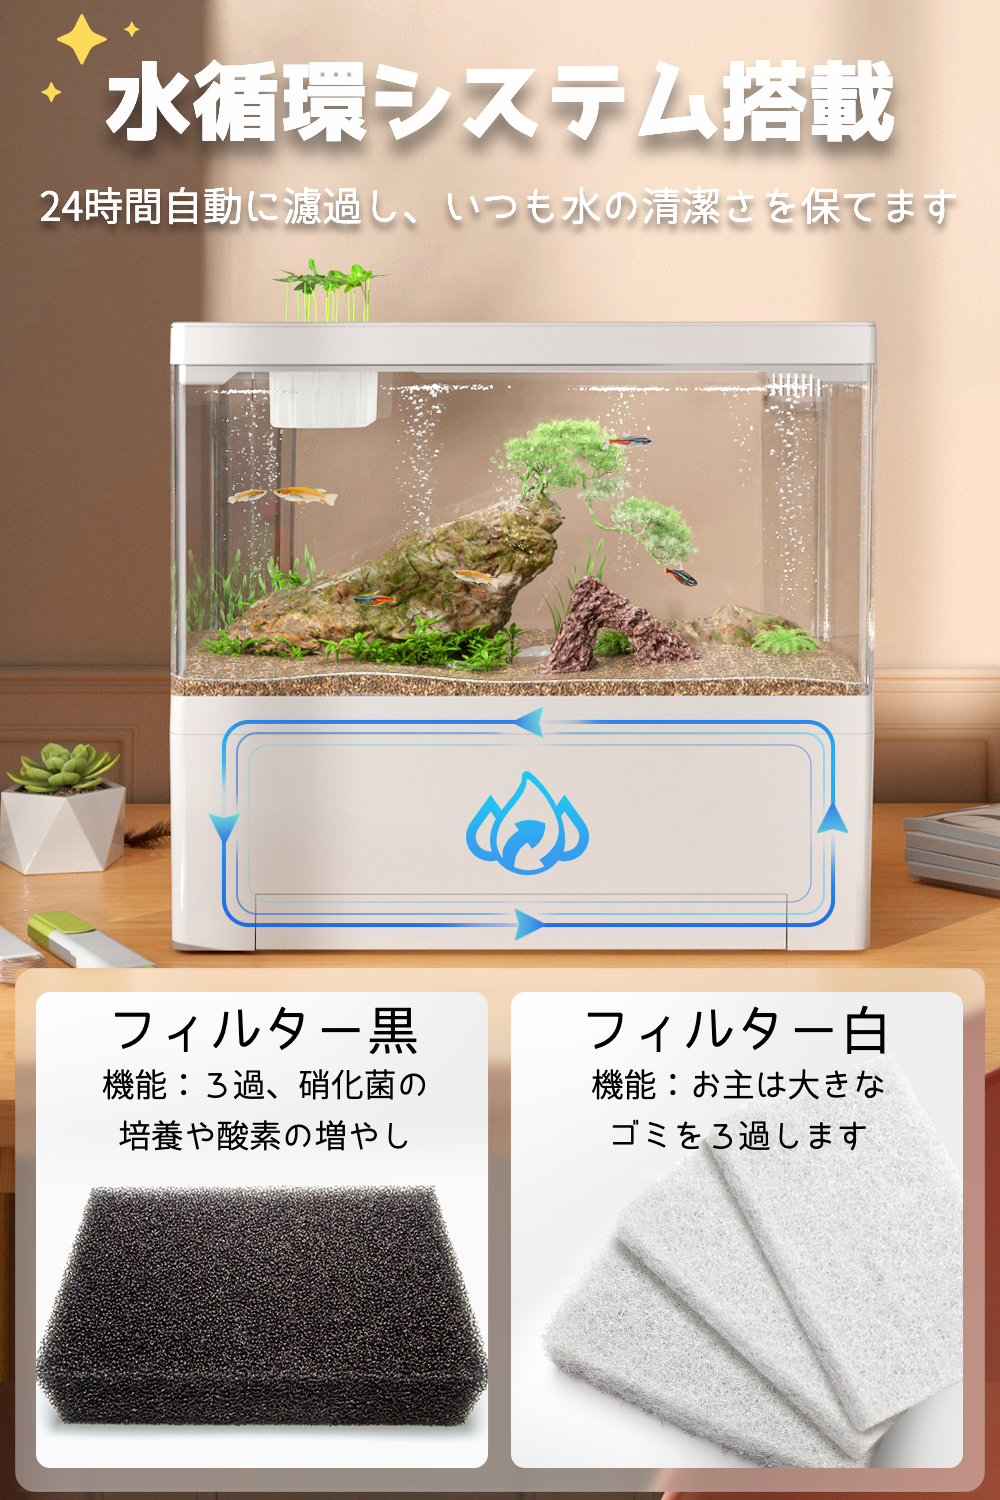 水循環システム搭載
24時間自動に濾過し、いつも水の清潔さを保てます
フィルター黒
機能：３過、硝化菌の
培養や酸素の増やし
フィルター白
機能：お主は大きな
ゴミをろ過します